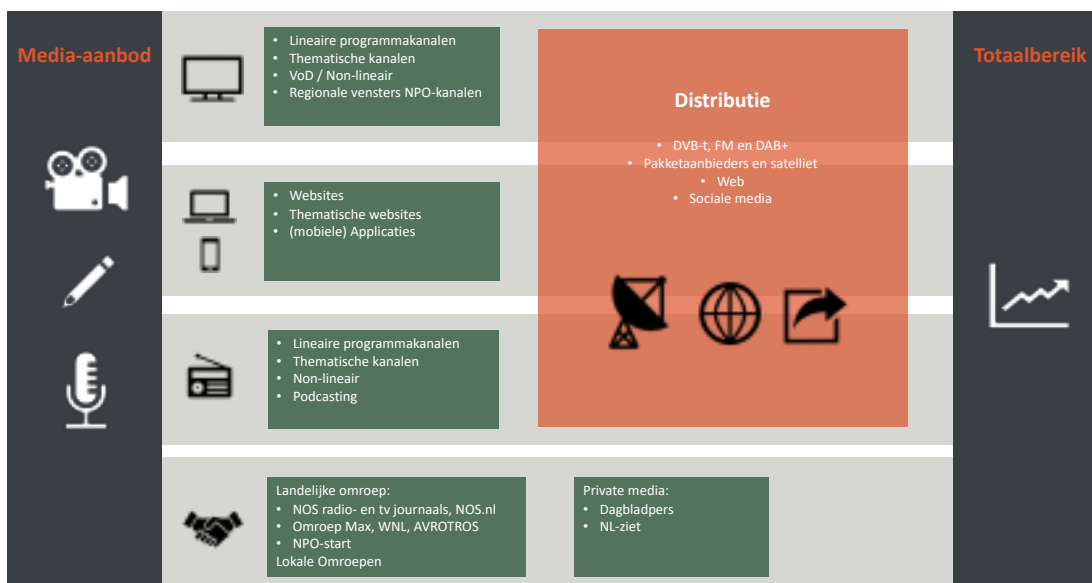 Media-aanbod
• Lineaire programmakanalen
• Thematische kanalen
• VoD / Non-lineair
• Regionale vensters NPO-kanalen
• Websites
• Thematische websites
• (mobiele) Applicaties
• Lineaire programmakanalen
• Thematische kanalen
• Non-lineair
• Podcasting
Distributie
• DVB-t, FM en DAB+
• Pakketaanbieders en satelliet
• Web
• Sociale media
Totaalbereik
Landelijke omroep:
• NOS radio- en tv journaals, NOS.nl
• Omroep Max, WNL, AVROTROS
• NPO-start
Lokale Omroepen
Private media:
• Dagbladpers
• NL-ziet